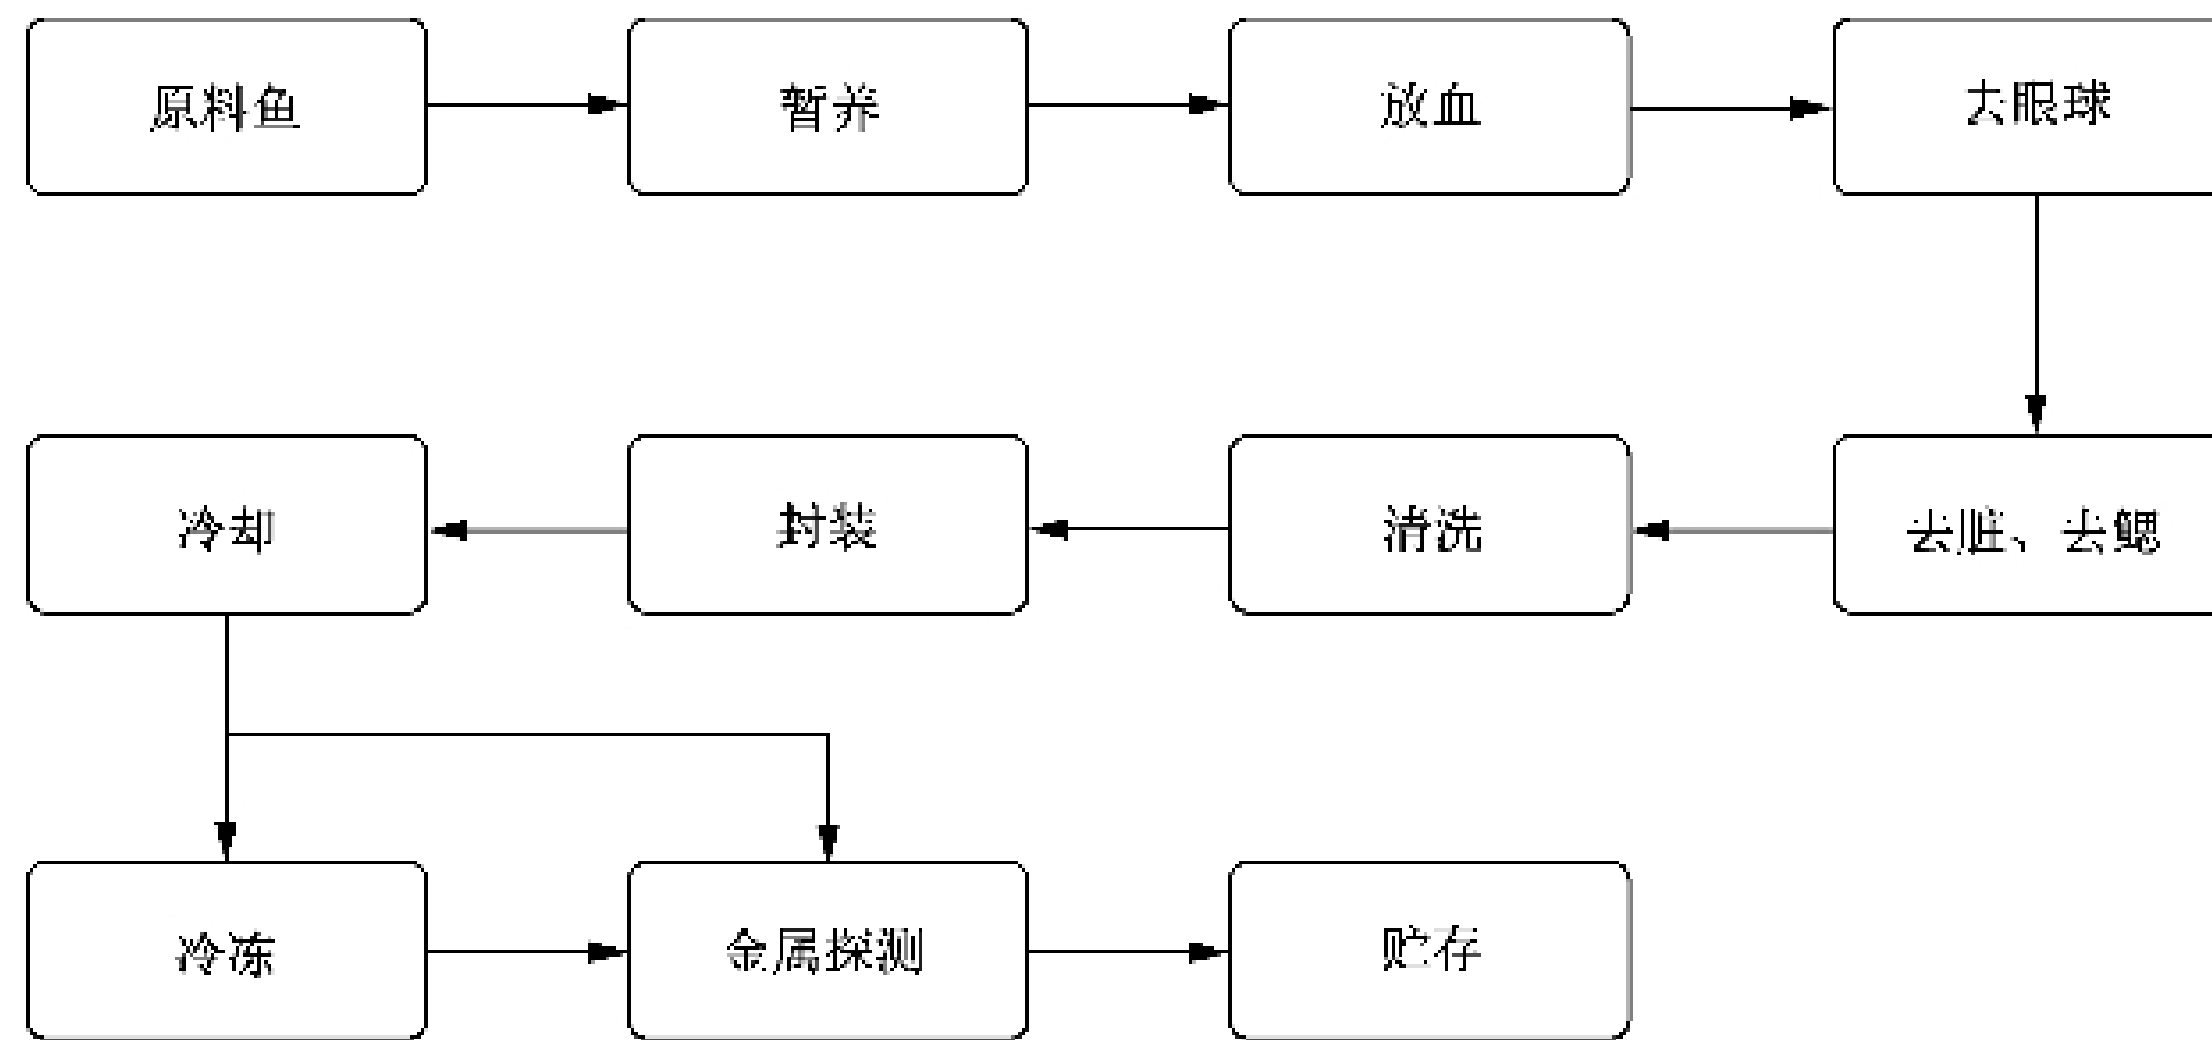 原料鱼
暂养
放血
去眼球
去脏、去鳃
清洗
封装
冷却
冷冻
金属探测
贮存